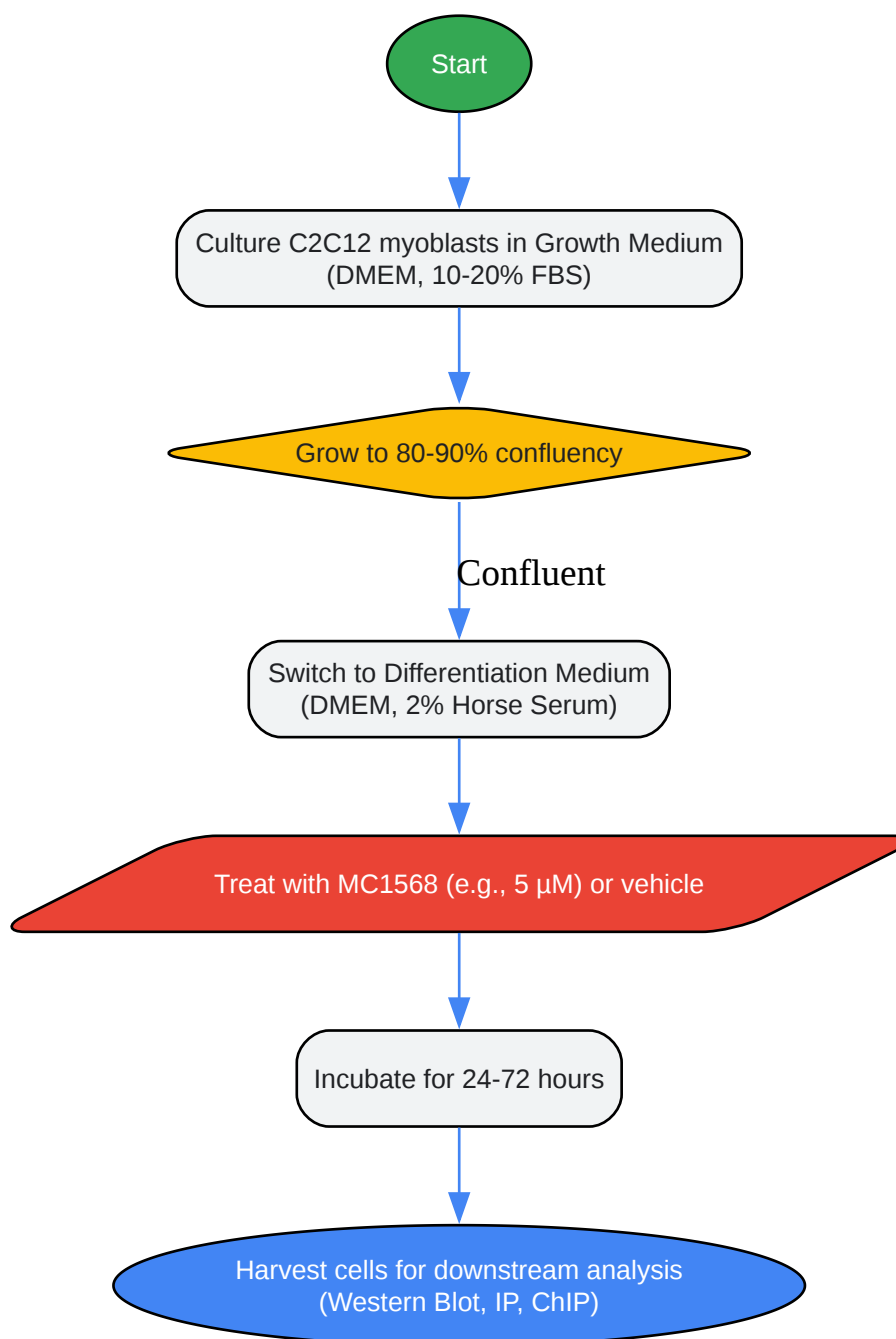 Start
Culture C2C12 myoblasts in Growth Medium
(DMEM, 10-20% FBS)
Grow to 80-90% confluency
Confluent
Switch to Differentiation Medium
(DMEM, 2% Horse Serum)
Treat with MC1568 (e.g., 5 µM) or vehicle
Incubate for 24-72 hours
Harvest cells for downstream analysis
(Western Blot, IP, ChIP)